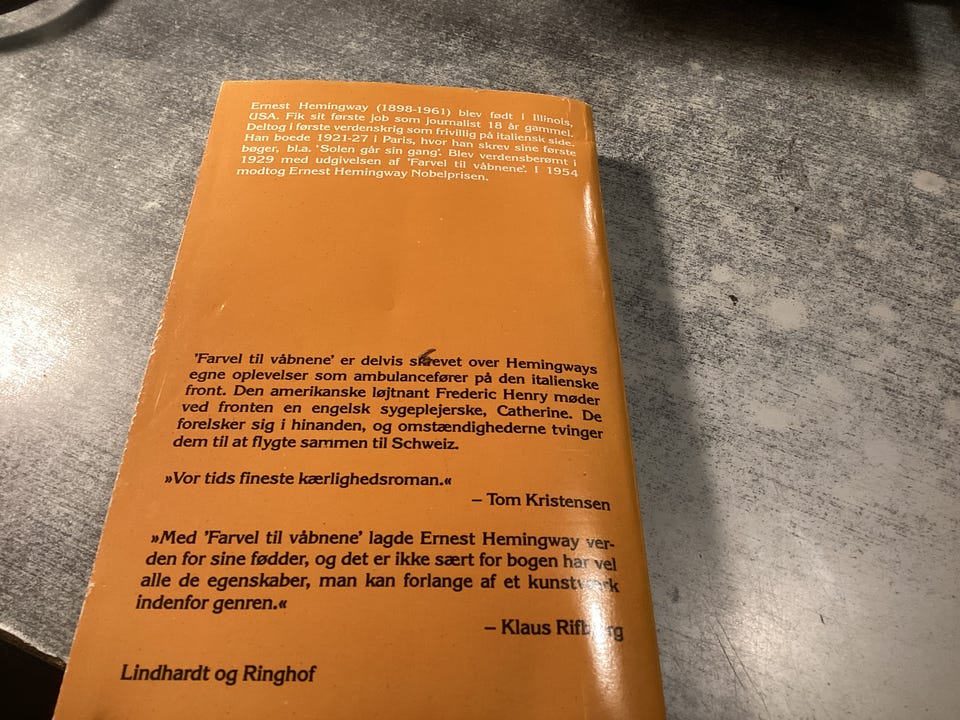 Ernest Hemingway (1898-1961) blev født i Illinois,
USA. Fik sit første job som journalist 18 år gammel.
Deltog i første verdenskrig som frivillig på italiensk side.
Han boede 1921-27 i Paris, hvor han skrev sine første
bøger, bl.a. 'Solen går sin gang'. Blev verdensberømt i
1929 med udgivelsen af 'Farvel til våbnene'. I 1954
modtog Ernest Hemingway Nobelprisen.
'Farvel til våbnene' er delvis skrevet over Hemingways
egne oplevelser som ambulancefører på den italienske
front. Den amerikanske løjtnant Frederic Henry møder
ved fronten en engelsk sygeplejerske, Catherine. De
forelsker sig i hinanden, og omstændighederne tvinger
dem til at flygte sammen til Schweiz.
»Vor tids fineste kærlighedsroman.«
– Tom Kristensen
»Med 'Farvel til våbnene' lagde Ernest Hemingway ver-
den for sine fødder, og det er ikke sært for bogen har vel
alle de egenskaber, man kan forlange af et kunstværk
indenfor genren.«
– Klaus Rifbjerg
Lindhardt og Ringhof